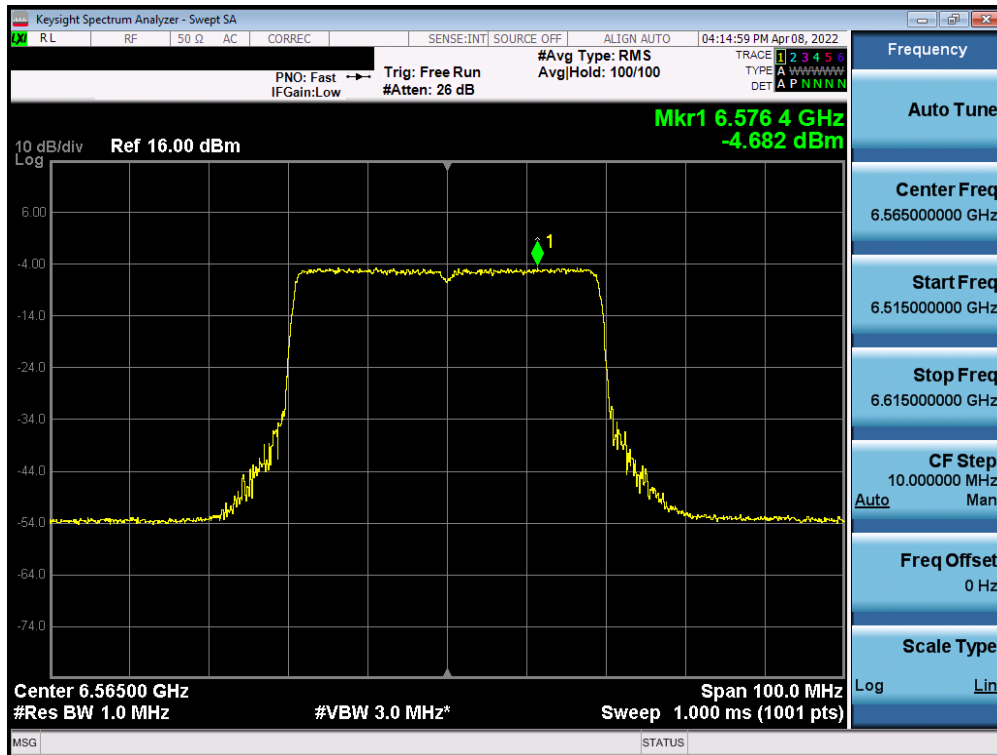 Keysight Spectrum Analyzer - Swept SA
LXI RL RF 50 Ω AC CORREC SENSE:INT SOURCE OFF ALIGN AUTO 04:14:59 PM Apr 08, 2022
PNO: Fast Trig: Free Run #Avg Type: RMS TRACE 1 2 3 4 5 6
IFGain:Low #Atten: 26 dB Avg|Hold: 100/100 TYPE A WWWWW
DET A P N N N N
Mkr1 6.576 4 GHz
-4.682 dBm
10 dB/div Ref 16.00 dBm
Log
6.00
1
-4.00
-14.0
-24.0
-34.0
-44.0
-54.0
-64.0
-74.0
Center 6.56500 GHz Span 100.0 MHz
#Res BW 1.0 MHz #VBW 3.0 MHz* Sweep 1.000 ms (1001 pts)
MSG STATUS
Frequency
Auto Tune
Center Freq
6.565000000 GHz
Start Freq
6.515000000 GHz
Stop Freq
6.615000000 GHz
CF Step
10.000000 MHz
Auto Man
Freq Offset
0 Hz
Scale Type
Log Lin